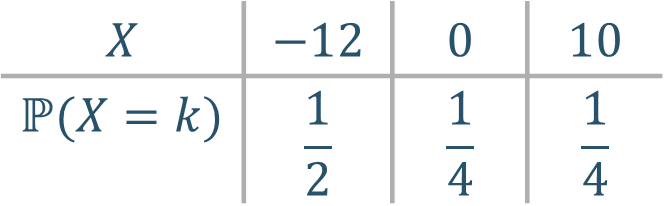 X −12 0 10
ℙ(X = k) 1/2 1/4 1/4